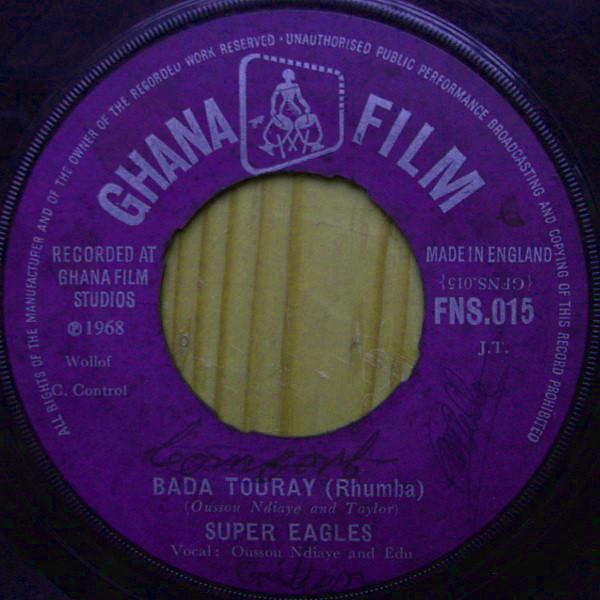 ALL RIGHTS OF THE MANUFACTURER AND OF THE OWNER OF THE RECORDED WORK RESERVED · UNAUTHORISED PUBLIC PERFORMANCE BROADCASTING AND COPYING OF THIS RECORD PROHIBITED
GHANA FILM
RECORDED AT
GHANA FILM
STUDIOS
℗ 1968
Wollof
C. Control
MADE IN ENGLAND
{GFNS.015}
FNS.015
J.T.
Comfort
BADA TOURAY (Rhumba)
(Oussou Ndiaye and Taylor)
SUPER EAGLES
Vocal: Oussou Ndiaye and Edu